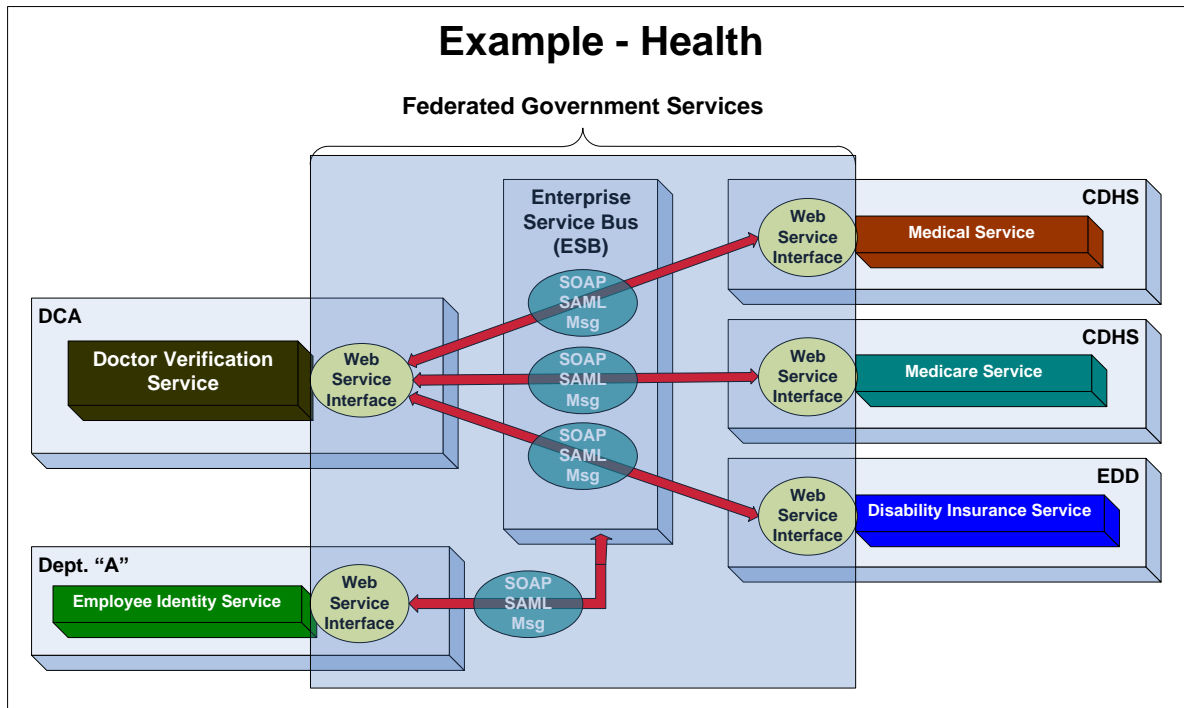 Example - Health
Federated Government Services
Enterprise
Service Bus
(ESB)
SOAP
SAML
Msg
SOAP
SAML
Msg
SOAP
SAML
Msg
DCA
Doctor Verification
Service
Web
Service
Interface
CDHS
Web
Service
Interface
Medical Service
CDHS
Web
Service
Interface
Medicare Service
EDD
Web
Service
Interface
Disability Insurance Service
Dept. “A”
Employee Identity Service
Web
Service
Interface
SOAP
SAML
Msg